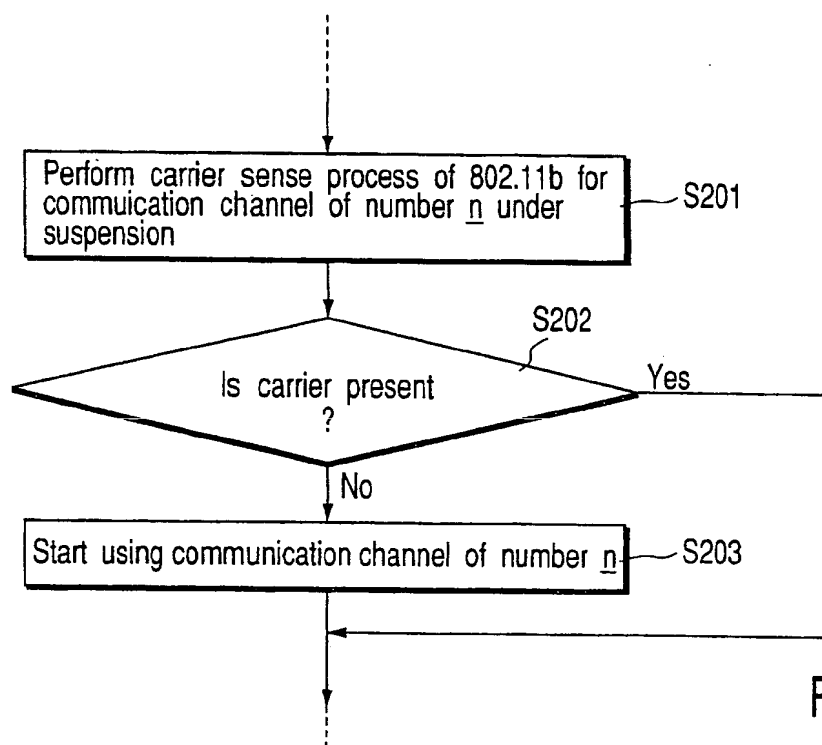 Perform carrier sense process of 802.11b for
commuication channel of number n under
suspension
S201
S202
Is carrier present
?
Yes
No
Start using communication channel of number n
S203
F